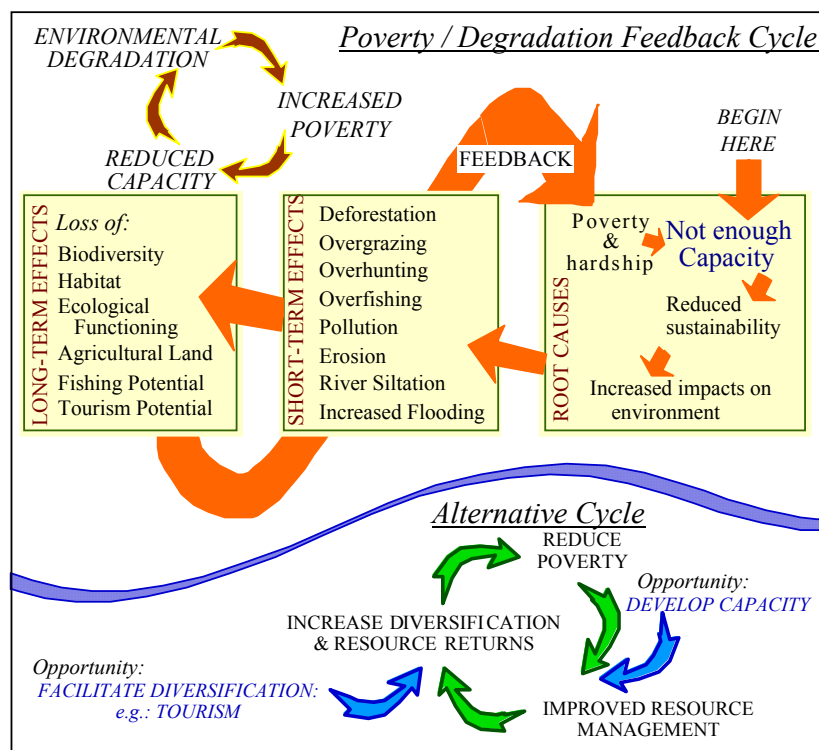 Poverty / Degradation Feedback Cycle
ENVIRONMENTAL
DEGRADATION
INCREASED
POVERTY
REDUCED
CAPACITY
FEEDBACK
BEGIN
HERE
LONG-TERM EFFECTS
Loss of:
Biodiversity
Habitat
Ecological
Functioning
Agricultural Land
Fishing Potential
Tourism Potential
SHORT-TERM EFFECTS
Deforestation
Overgrazing
Overhunting
Overfishing
Pollution
Erosion
River Siltation
Increased Flooding
ROOT CAUSES
Poverty
&
hardship
Not enough
Capacity
Reduced
sustainability
Increased impacts on
environment
Alternative Cycle
REDUCE
POVERTY
Opportunity:
DEVELOP CAPACITY
INCREASE DIVERSIFICATION
& RESOURCE RETURNS
Opportunity:
FACILITATE DIVERSIFICATION:
e.g.: TOURISM
IMPROVED RESOURCE
MANAGEMENT